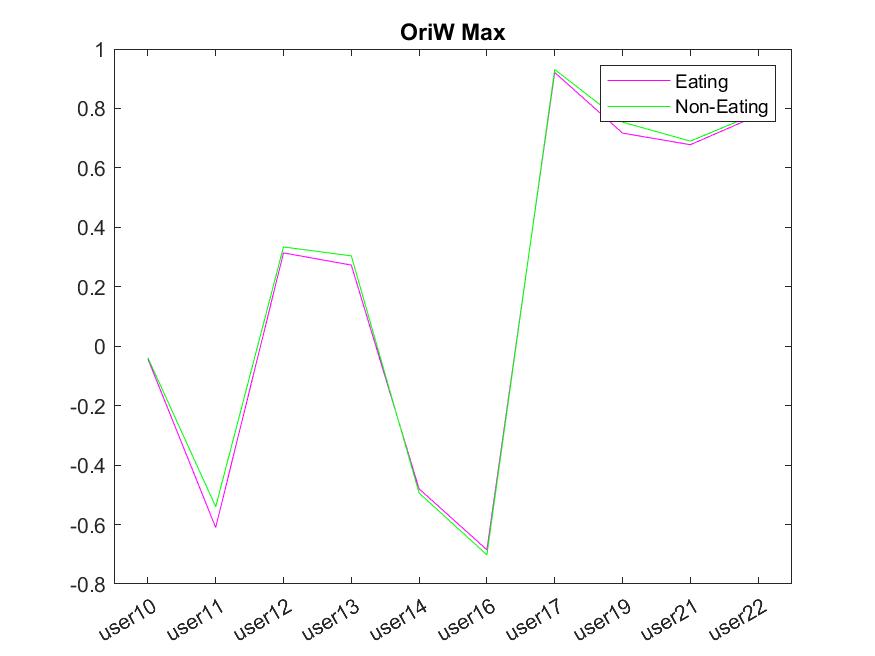 OriW Max
1
0.8
0.6
0.4
0.2
0
-0.2
-0.4
-0.6
-0.8
Eating
Non-Eating
user10 user11 user12 user13 user14 user16 user17 user19 user21 user22